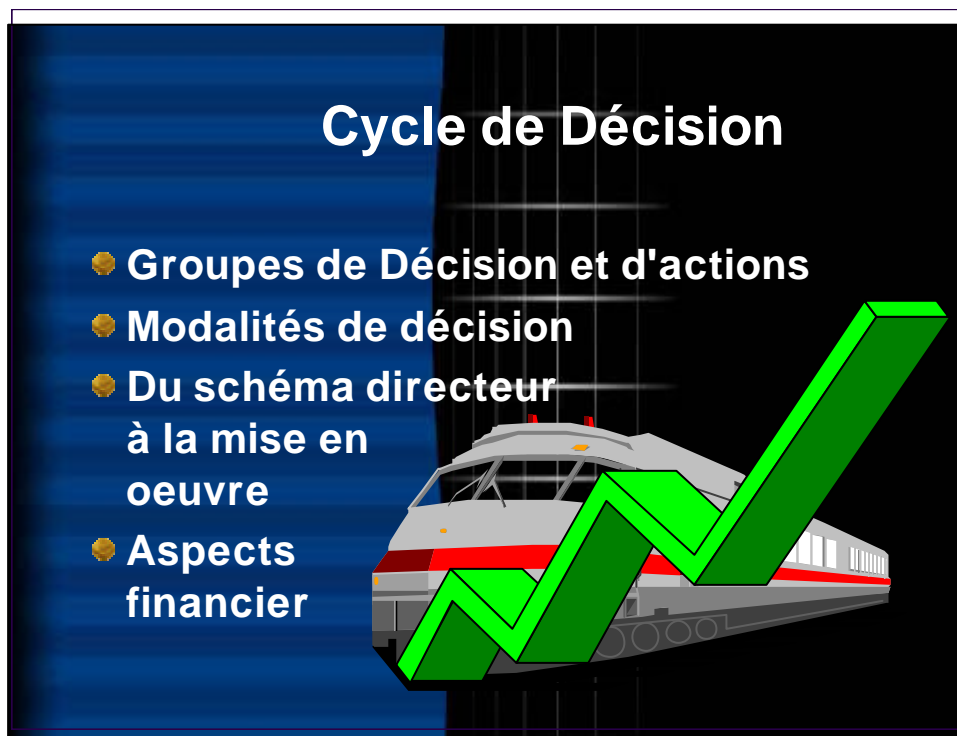 Cycle de Décision
Groupes de Décision et d'actions
Modalités de décision
Du schéma directeur
à la mise en
oeuvre
Aspects
financier